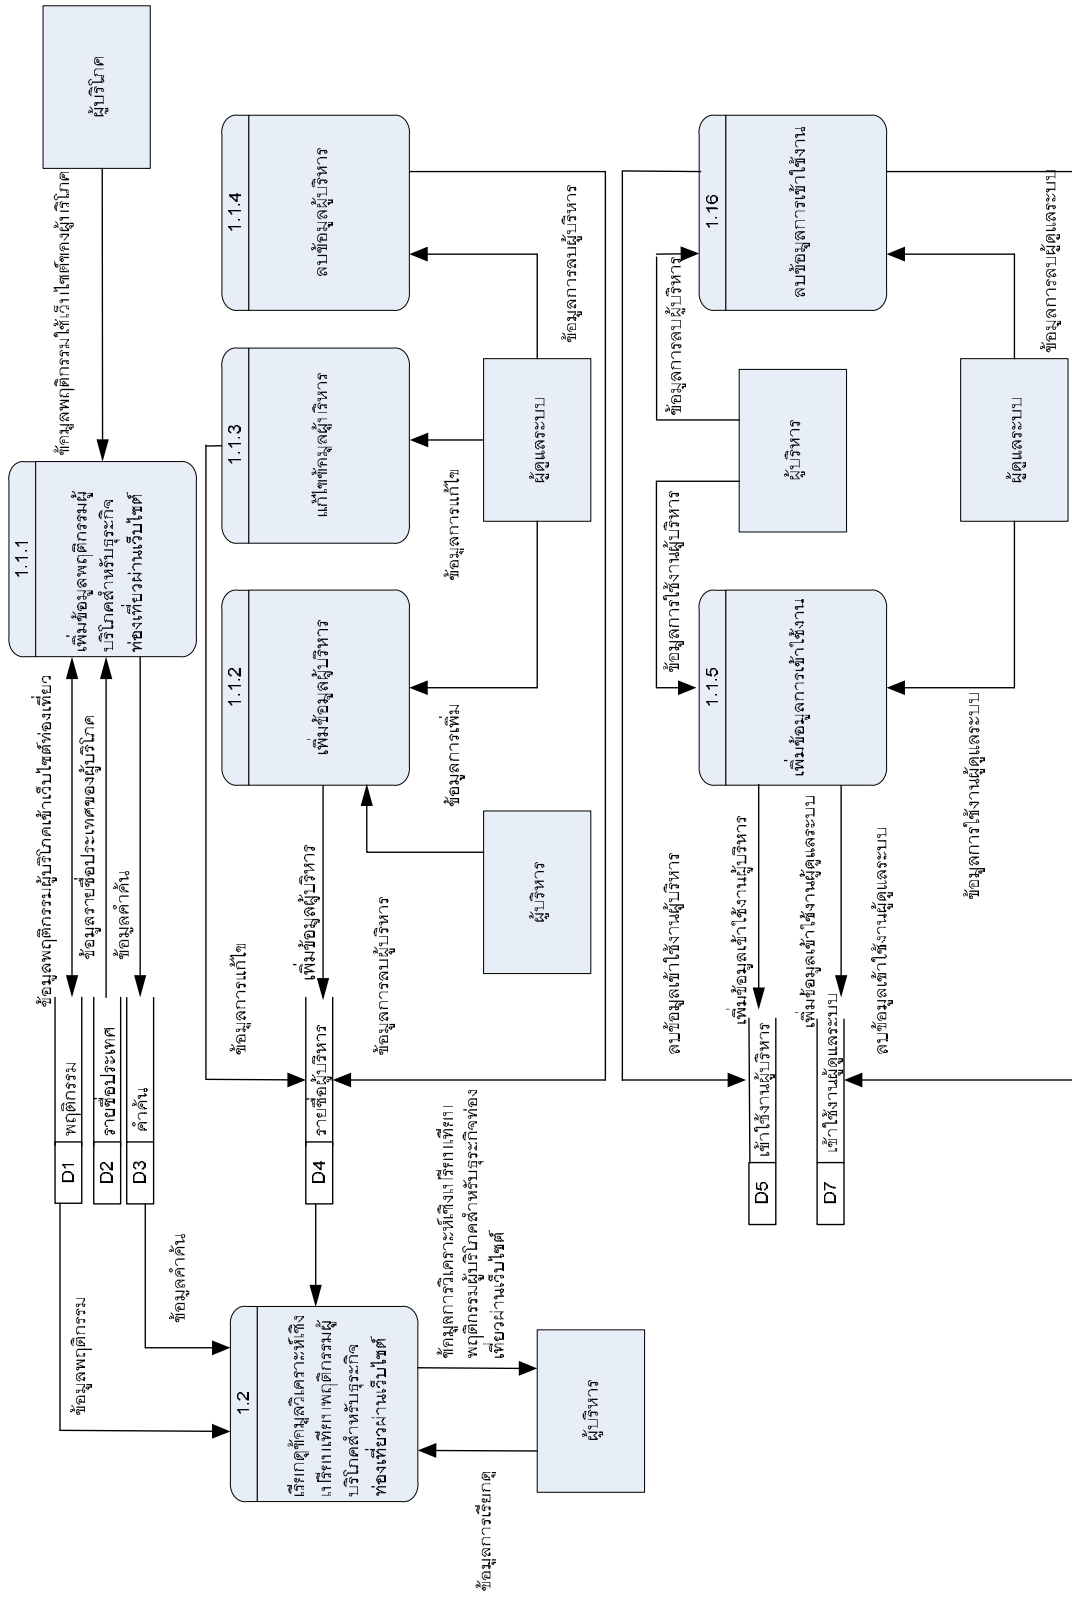 ผู้บริโภค
ข้อมูลพฤติกรรมใช้เว็บไซต์ของผู้บริโภค
1.1.1
เพิ่มข้อมูลพฤติกรรมผู้
บริโภคสำหรับธุระกิจ
ท่องเที่ยวผ่านเว็บไซต์
ข้อมูลพฤติกรรมผู้บริโภคเข้าเว็บไซต์ท่องเที่ยว
ข้อมูลรายชื่อประเทศของผู้บริโภค
ข้อมูลคำค้น
D1 พฤติกรรม
D2 รายชื่อประเทศ
D3 คำค้น
ข้อมูลพฤติกรรม
ข้อมูลคำค้น
1.1.4
ลบข้อมูลผู้บริหาร
1.1.3
แก้ไขข้อมูลผู้บริหาร
1.1.2
เพิ่มข้อมูลผู้บริหาร
ข้อมูลการลบผู้บริหาร
ข้อมูลการแก้ไข
ข้อมูลการเพิ่ม
ผู้ดูแลระบบ
ผู้บริหาร
ข้อมูลการแก้ไข
เพิ่มข้อมูลผู้บริหาร
ข้อมูลการลบผู้บริหาร
D4 รายชื่อผู้บริหาร
1.2
เรียกดูข้อมูลวิเคราะห์เชิง
เปรียบเทียบพฤติกรรมผู้
บริโภคสำหรับธุระกิจ
ท่องเที่ยวผ่านเว็บไซต์
ข้อมูลการวิเคราะห์เชิงเปรียบเทียบ
พฤติกรรมผู้บริโภคสำหรับธุระกิจท่อง
เที่ยวผ่านเว็บไซต์
ข้อมูลการเรียกดู
ผู้บริหาร
1.16
ลบข้อมูลการเข้าใช้งาน
ข้อมูลการลบผู้บริหาร
ข้อมูลการลบผู้ดูแลระบบ
ผู้บริหาร
ผู้ดูแลระบบ
ข้อมูลการใช้งานผู้บริหาร
1.1.5
เพิ่มข้อมูลการเข้าใช้งาน
ข้อมูลการใช้งานผู้ดูแลระบบ
ลบข้อมูลเข้าใช้งานผู้บริหาร
เพิ่มข้อมูลเข้าใช้งานผู้บริหาร
เพิ่มข้อมูลเข้าใช้งานผู้ดูแลระบบ
ลบข้อมูลเข้าใช้งานผู้ดูแลระบบ
D5 เข้าใช้งานผู้บริหาร
D7 เข้าใช้งานผู้ดูแลระบบ